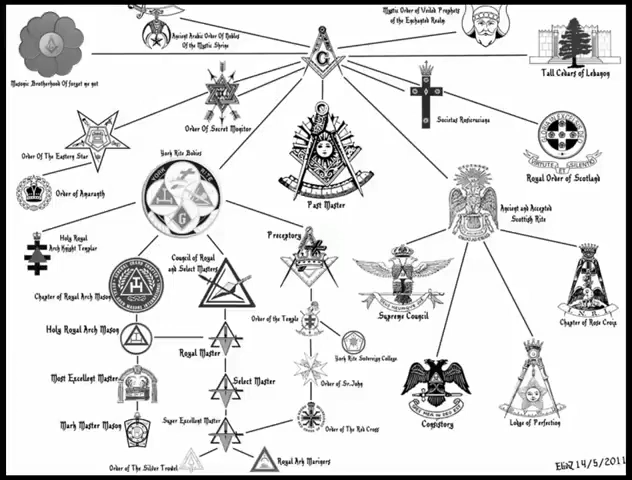 Ancient Arabic Order Of Nobles
Of the Mystic Shrine
Mystic Order of Veiled Prophets
of the Enchanted Realm
G
Masonic Brotherhood Of forget me not
Tall Cedars of Lebanon
Order Of Secret Monitor
Societas Rosicruciana
Order Of The Eastern Star
York Rite Bodies
Past Master
VIRTUTE ET SILENTIO
Royal Order of Scotland
Order of Amaranth
Ancient and Accepted
Scottish Rite
Holy Royal
Arch Knight Templar
G
Preceptory
Council of Royal
and Select Masters
Chapter of Royal Arch Mason
Supreme Council
Chapter of Rose Croix
Order of the Temple
Holy Royal Arch Mason
Royal Master
York Rite Sovereign College
Most Excellent Master
Select Master
Order of St. John
Consistory
Lodge of Perfection
Mark Master Mason
Super Excellent Master
Order of The Red Cross
Order of The Silver Trowel
Royal Ark Mariners
14/5/2011